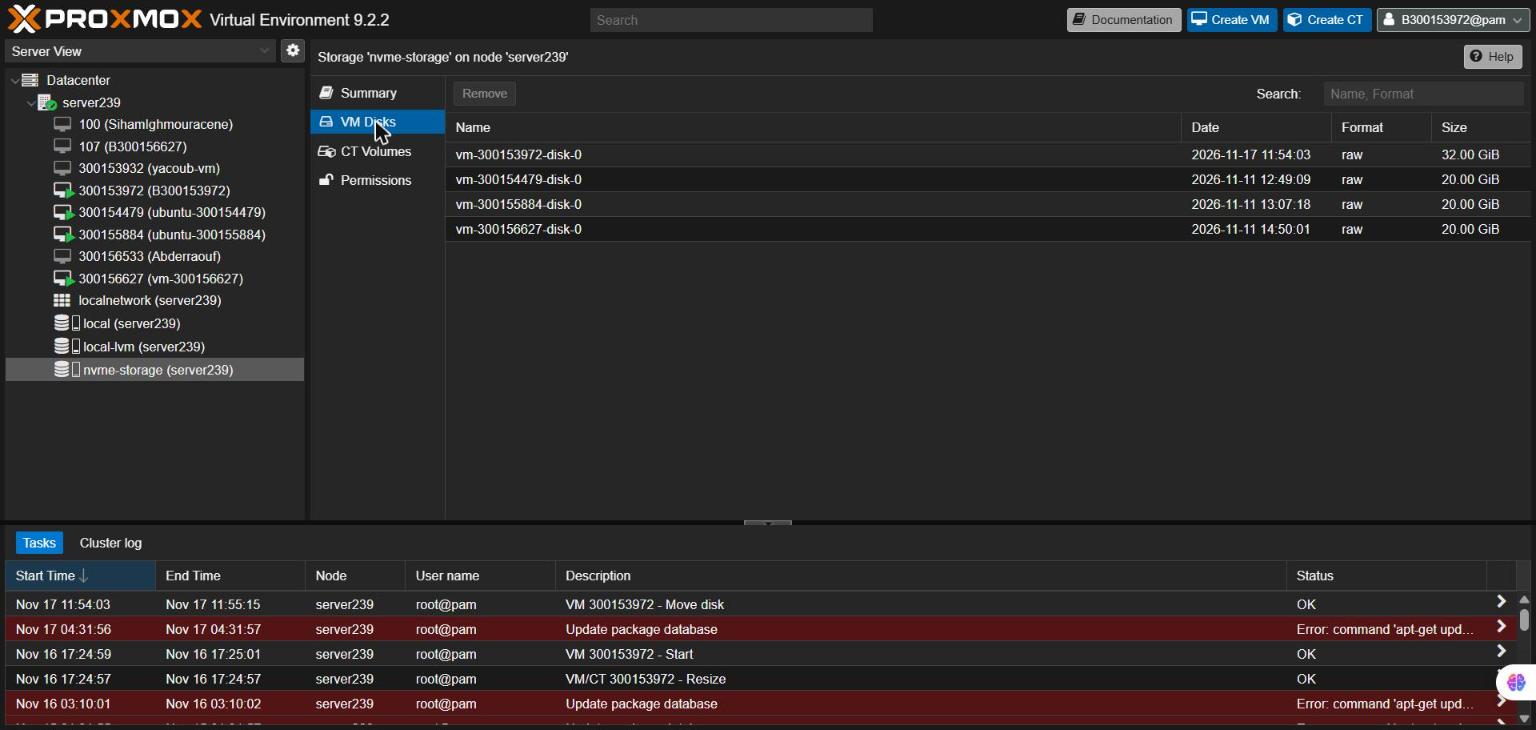 PROXMOX Virtual Environment 9.2.2
Search
Documentation
Create VM
Create CT
B300153972@pam
Server View
Datacenter
server239
100 (SihamIghmouracene)
107 (B300156627)
300153932 (yacoub-vm)
300153972 (B300153972)
300154479 (ubuntu-300154479)
300155884 (ubuntu-300155884)
300156533 (Abderraouf)
300156627 (vm-300156627)
localnetwork (server239)
local (server239)
local-lvm (server239)
nvme-storage (server239)
Storage 'nvme-storage' on node 'server239'
Help
Summary
VM Disks
CT Volumes
Permissions
Remove
Search:
Name, Format
Name Date Format Size
vm-300153972-disk-0 2026-11-17 11:54:03 raw 32.00 GiB
vm-300154479-disk-0 2026-11-11 12:49:09 raw 20.00 GiB
vm-300155884-disk-0 2026-11-11 13:07:18 raw 20.00 GiB
vm-300156627-disk-0 2026-11-11 14:50:01 raw 20.00 GiB
Tasks
Cluster log
Start Time End Time Node User name Description Status
Nov 17 11:54:03 Nov 17 11:55:15 server239 root@pam VM 300153972 - Move disk OK
Nov 17 04:31:56 Nov 17 04:31:57 server239 root@pam Update package database Error: command 'apt-get upd...
Nov 16 17:24:59 Nov 16 17:25:01 server239 root@pam VM 300153972 - Start OK
Nov 16 17:24:57 Nov 16 17:24:57 server239 root@pam VM/CT 300153972 - Resize OK
Nov 16 03:10:01 Nov 16 03:10:02 server239 root@pam Update package database Error: command 'apt-get upd...